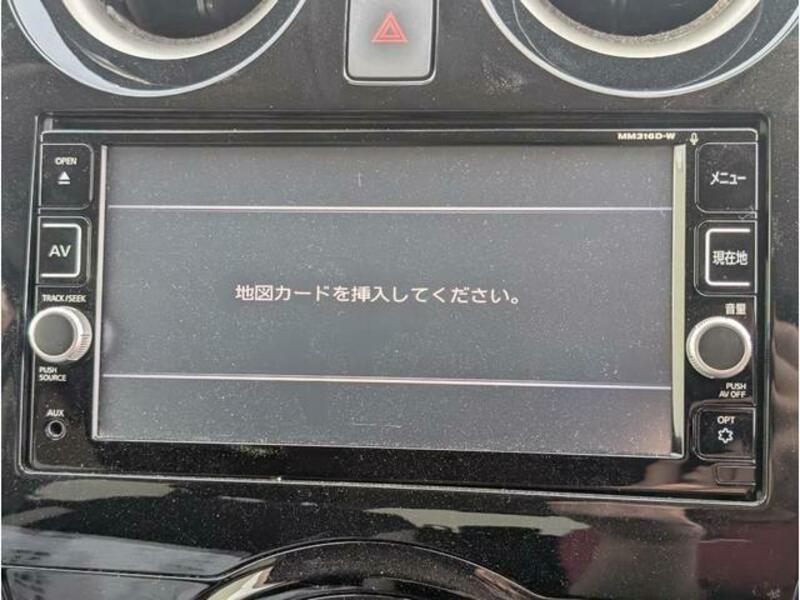 MM316D-W
OPEN
メニュー
AV
現在地
TRACK/SEEK
地図カードを挿入してください。
音量
PUSH
SOURCE
PUSH
AV OFF
AUX
OPT